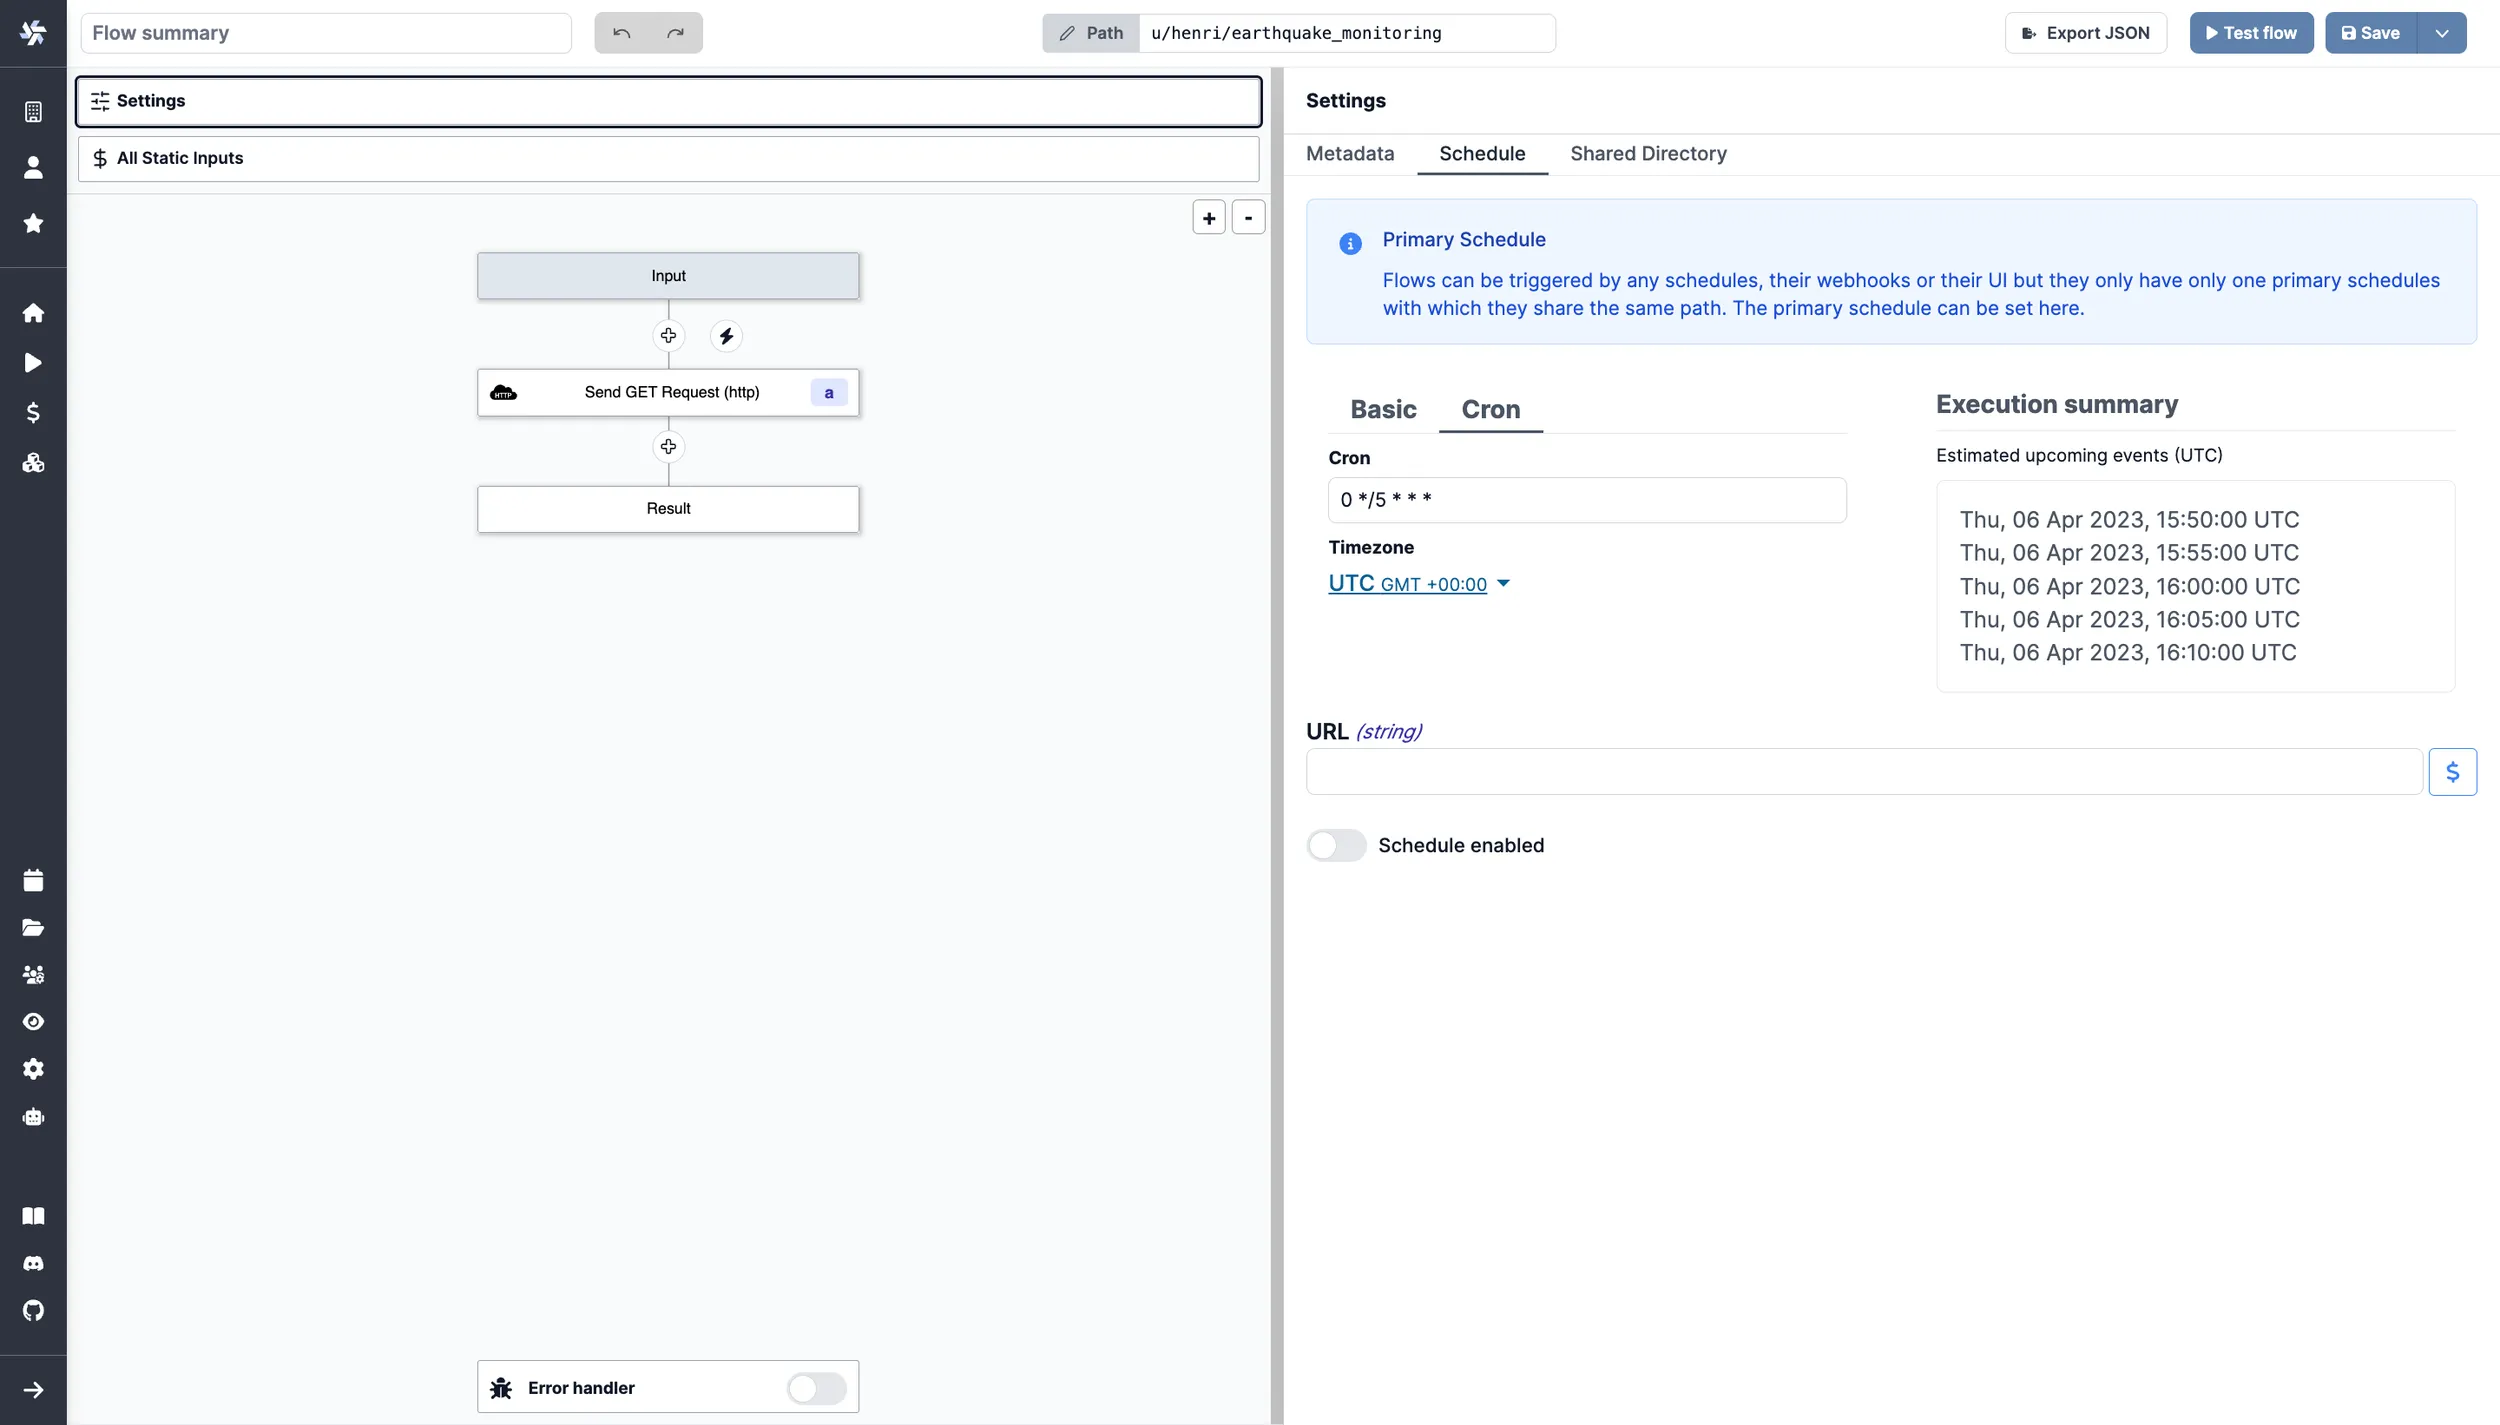 Flow summary
Path u/henri/earthquake_monitoring
Export JSON
Test flow
Save
Settings
All Static Inputs
+ -
Input
HTTP Send GET Request (http) a
Result
Error handler
Settings
Metadata Schedule Shared Directory
Primary Schedule
Flows can be triggered by any schedules, their webhooks or their UI but they only have only one primary schedules
with which they share the same path. The primary schedule can be set here.
Basic Cron
Cron
0 */5 * * *
Timezone
UTC GMT +00:00
Execution summary
Estimated upcoming events (UTC)
Thu, 06 Apr 2023, 15:50:00 UTC
Thu, 06 Apr 2023, 15:55:00 UTC
Thu, 06 Apr 2023, 16:00:00 UTC
Thu, 06 Apr 2023, 16:05:00 UTC
Thu, 06 Apr 2023, 16:10:00 UTC
URL (string)
$
Schedule enabled